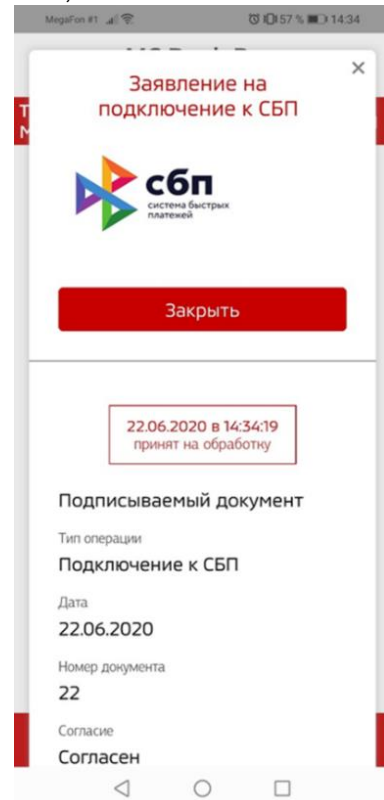 MegaFon #1 57 % 14:34
Заявление на
подключение к СБП
сбп
система быстрых
платежей
Закрыть
22.06.2020 в 14:34:19
принят на обработку
Подписываемый документ
Тип операции
Подключение к СБП
Дата
22.06.2020
Номер документа
22
Согласие
Согласен